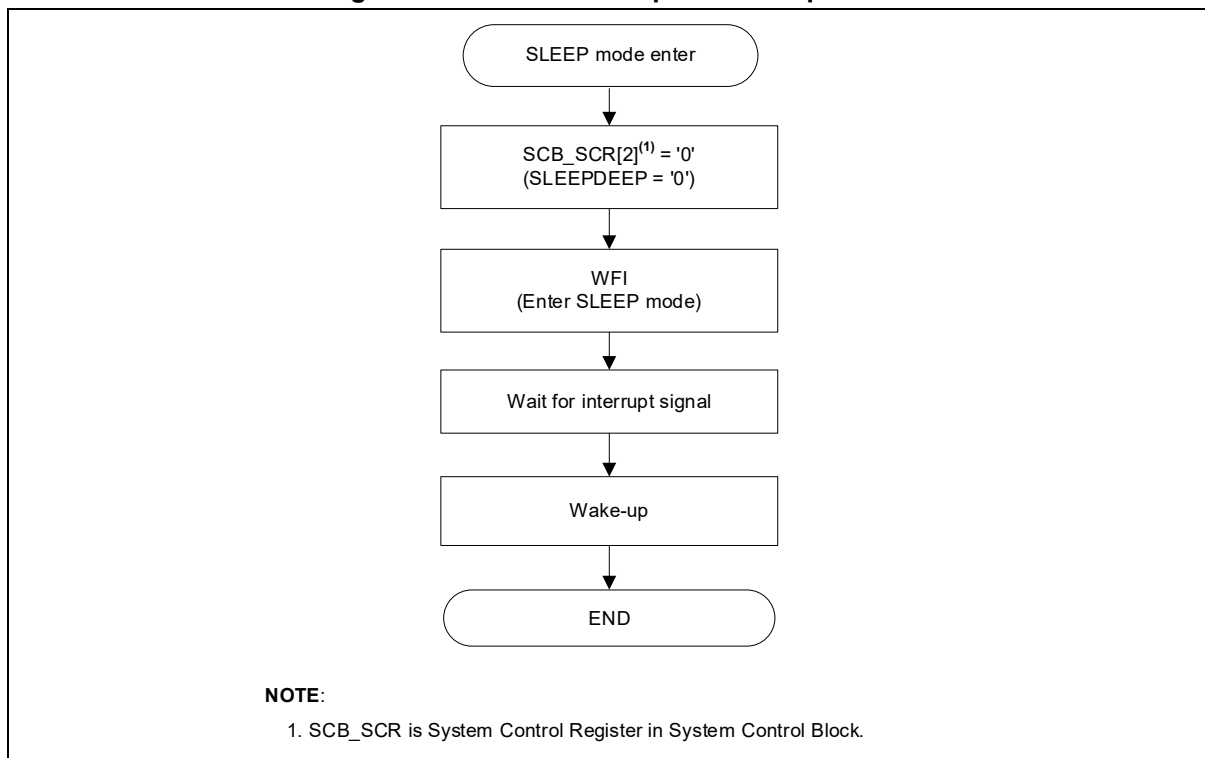 SLEEP mode enter
SCB_SCR[2](1) = '0'
(SLEEPDEEP = '0')
WFI
(Enter SLEEP mode)
Wait for interrupt signal
Wake-up
END
NOTE:
1. SCB_SCR is System Control Register in System Control Block.